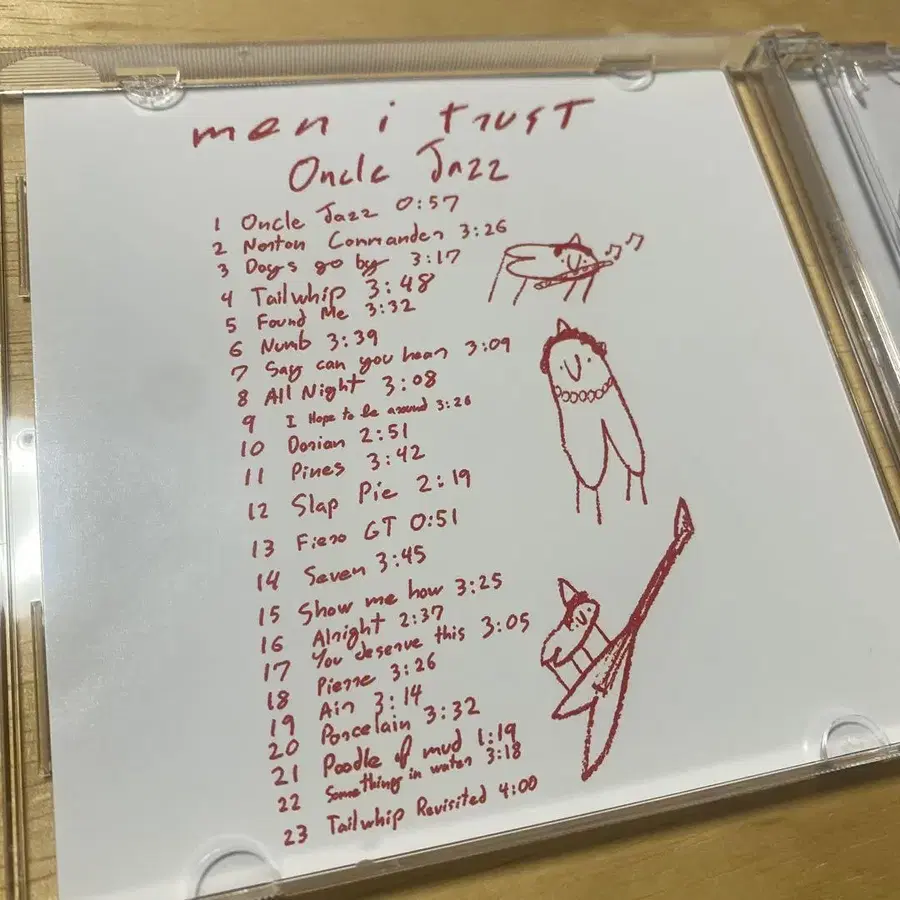 men i trust
Oncle Jazz
1 Oncle Jazz 0:57
2 Norton Commander 3:26
3 Days go by 3:17
4 Tailwhip 3:48
5 Found Me 3:32
6 Numb 3:39
7 Say can you hear 3:09
8 All Night 3:08
9 I Hope to be around 3:26
10 Dorian 2:51
11 Pines 3:42
12 Slap Pie 2:19
13 Fiero GT 0:51
14 Seven 3:45
15 Show me how 3:25
16 Alright 2:37
17 You deserve this 3:05
18 Pierre 3:26
19 Air 3:14
20 Porcelain 3:32
21 Poodle of mud 1:19
22 Something in water 3:18
23 Tailwhip Revisited 4:00